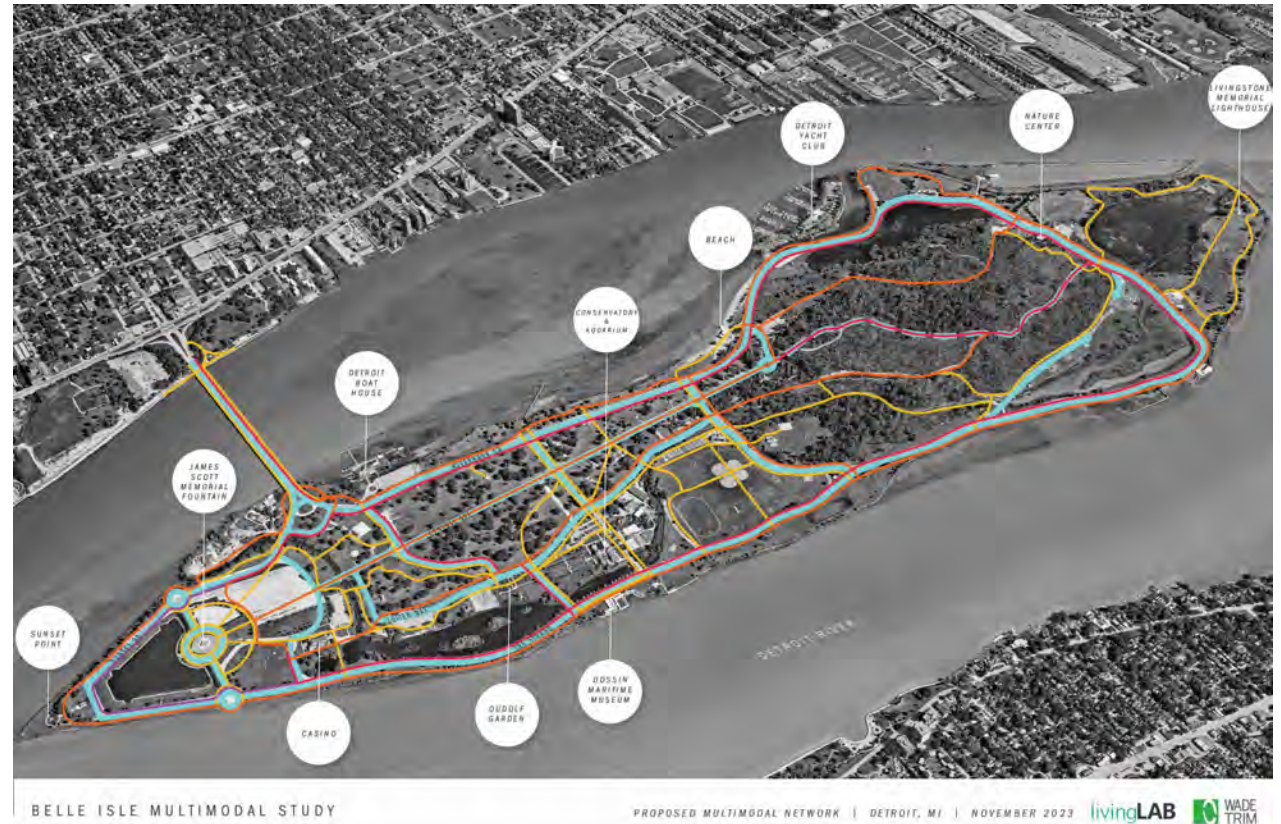 LIVINGSTONE
MEMORIAL
LIGHTHOUSE
NATURE
CENTER
DETROIT
YACHT
CLUB
BEACH
CONSERVATORY
&
AQUARIUM
DETROIT
BOAT
HOUSE
JAMES
SCOTT
MEMORIAL
FOUNTAIN
SUNSET
POINT
CASINO
OUDOLF
GARDEN
DOSSIN
MARITIME
MUSEUM
DETROIT RIVER
BELLE ISLE MULTIMODAL STUDY
PROPOSED MULTIMODAL NETWORK | DETROIT, MI | NOVEMBER 2023
livingLAB
WADE
TRIM